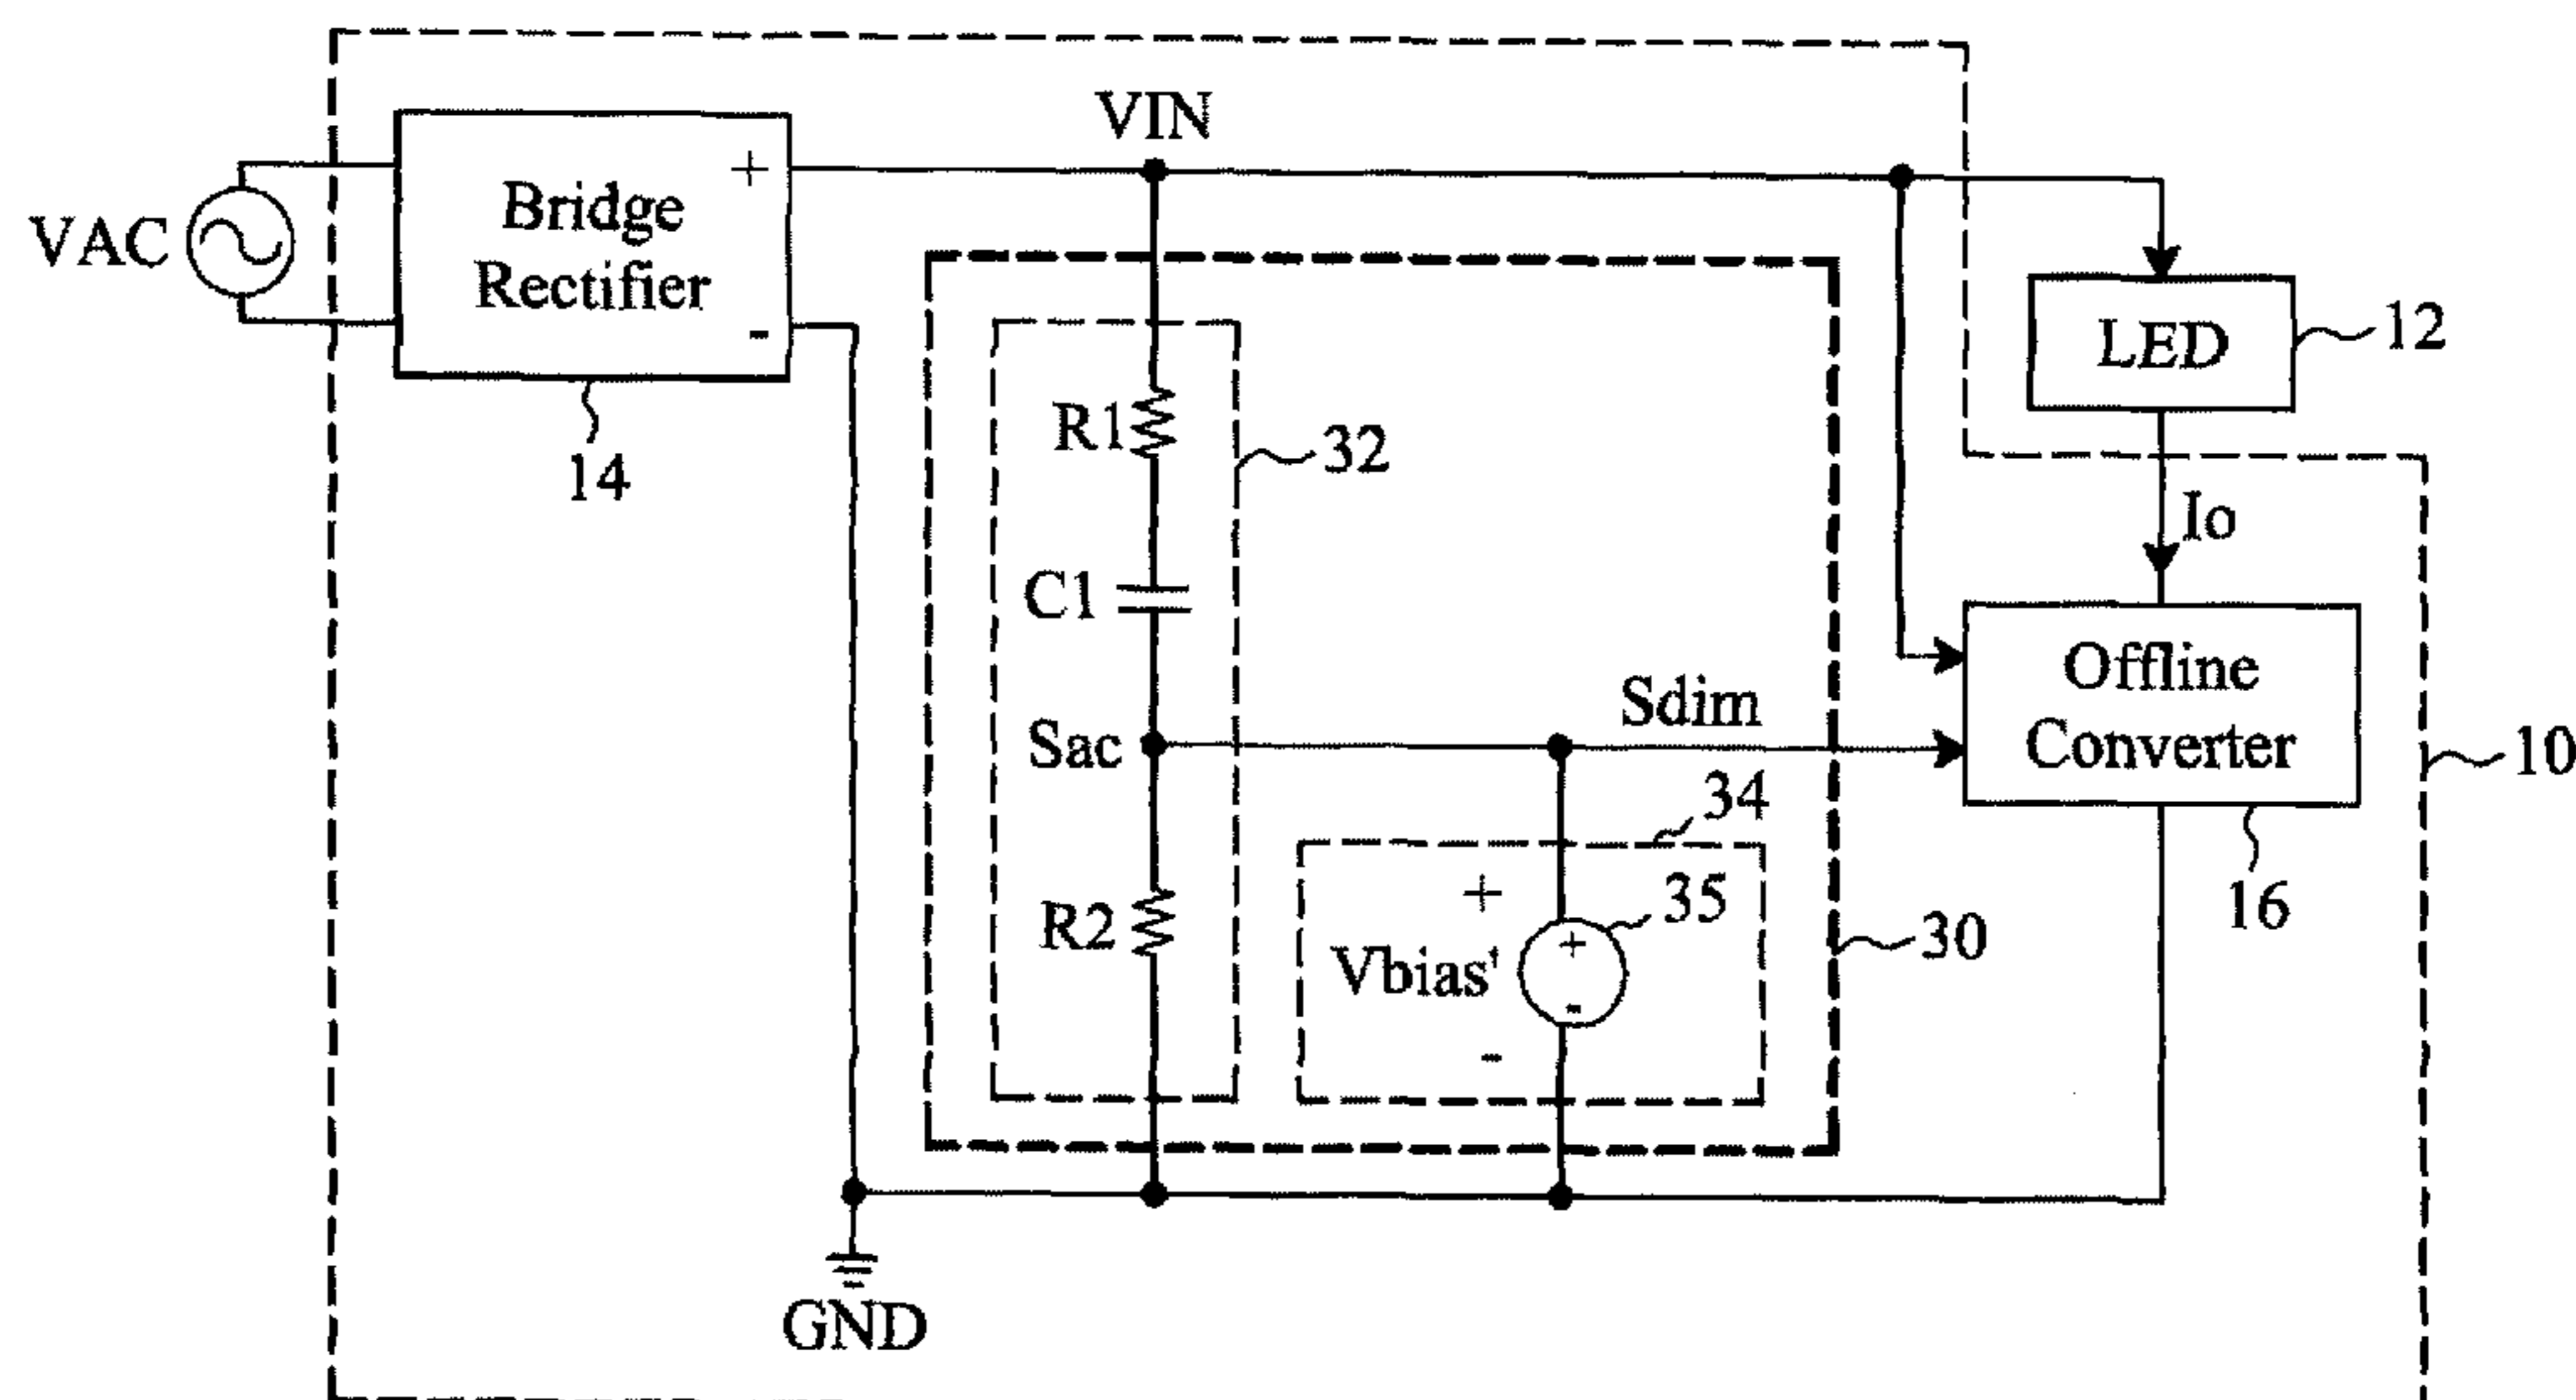 VIN
VAC
Bridge
Rectifier
+
-
14
R1
32
C1
Sac
R2
Sdim
34
+
Vbias'
-
+
-
35
30
LED
12
Io
Offline
Converter
16
10
GND